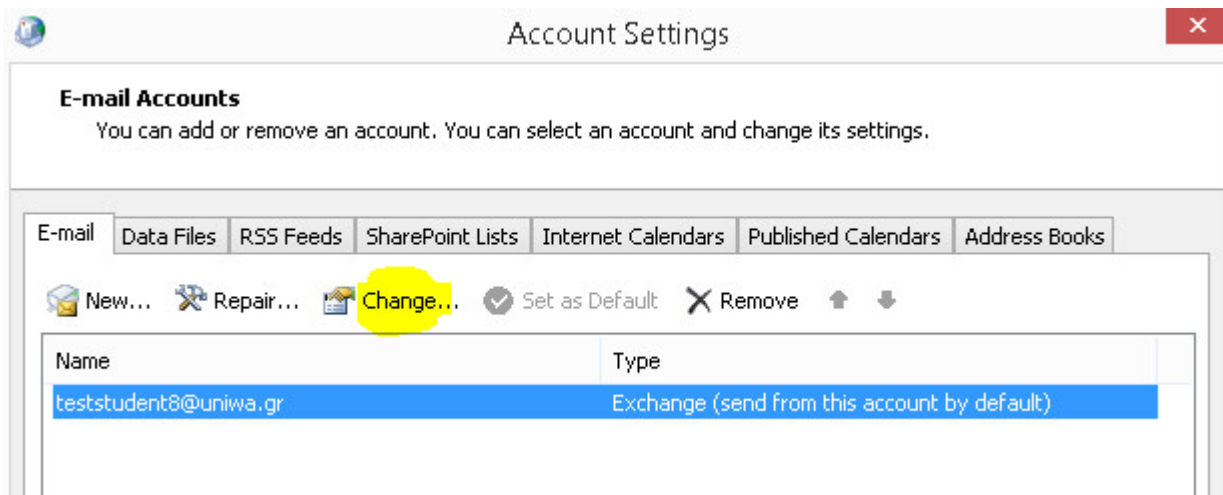 Account Settings
E-mail Accounts
You can add or remove an account. You can select an account and change its settings.
E-mail Data Files RSS Feeds SharePoint Lists Internet Calendars Published Calendars Address Books
New... Repair... Change... Set as Default Remove
Name Type
teststudent8@uniwa.gr Exchange (send from this account by default)